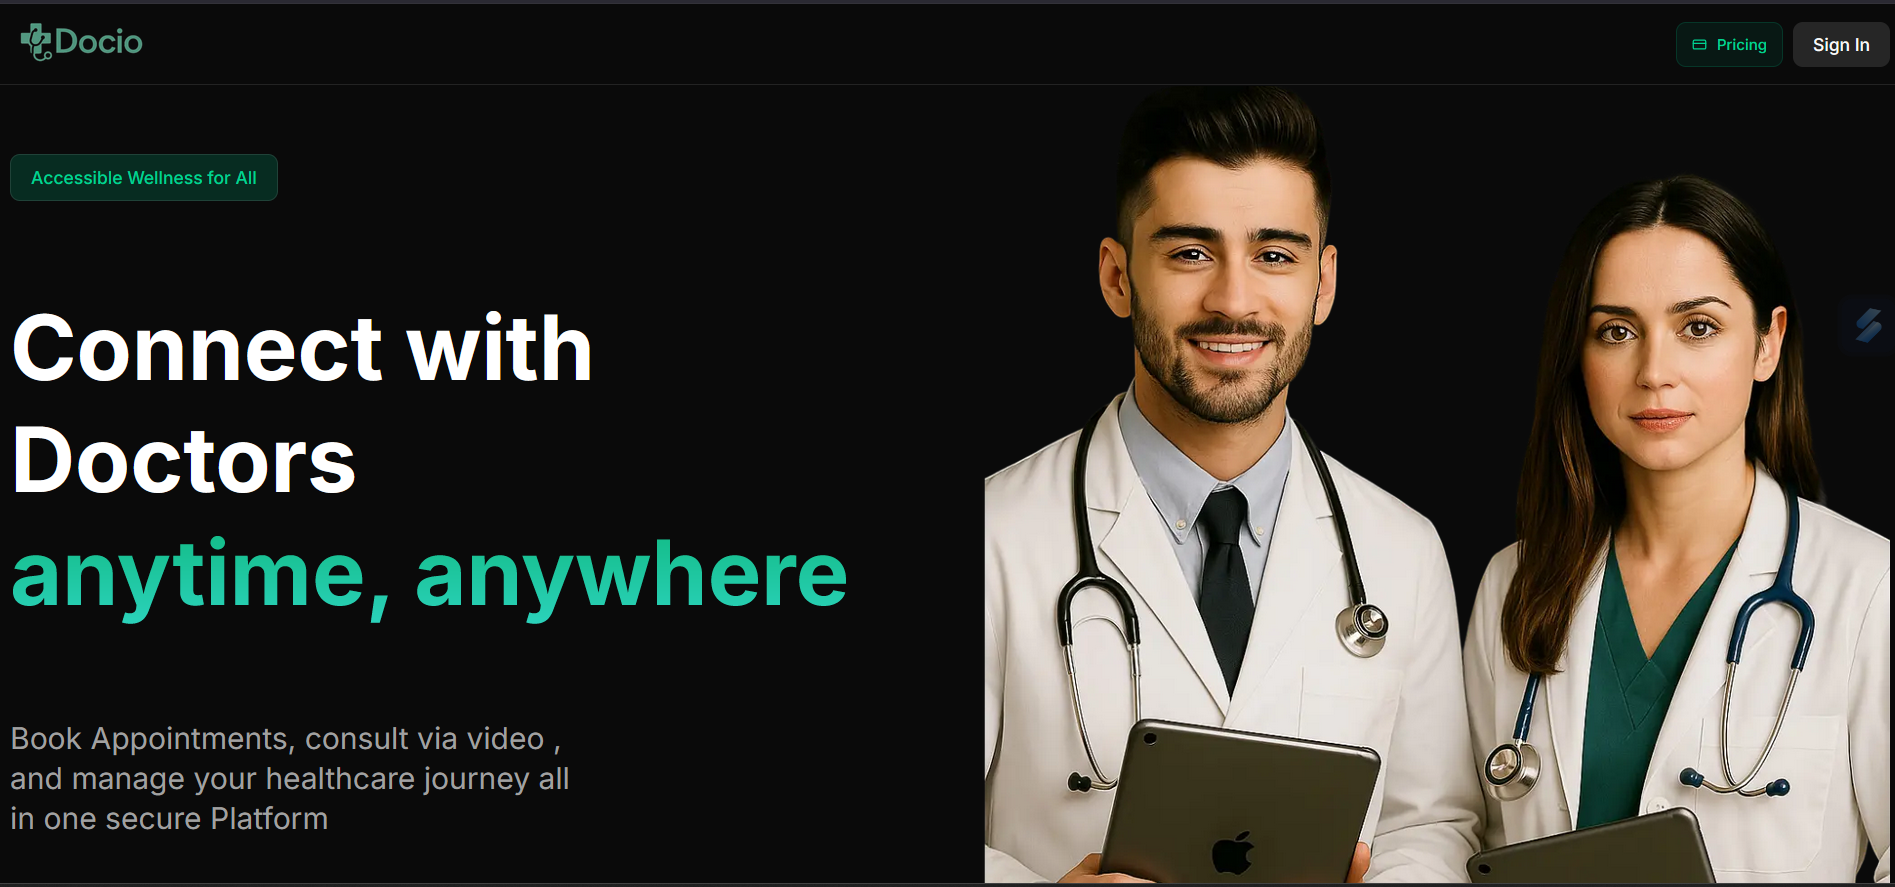 Docio
Pricing
Sign In
Accessible Wellness for All
Connect with
Doctors
anytime, anywhere
Book Appointments, consult via video ,
and manage your healthcare journey all
in one secure Platform